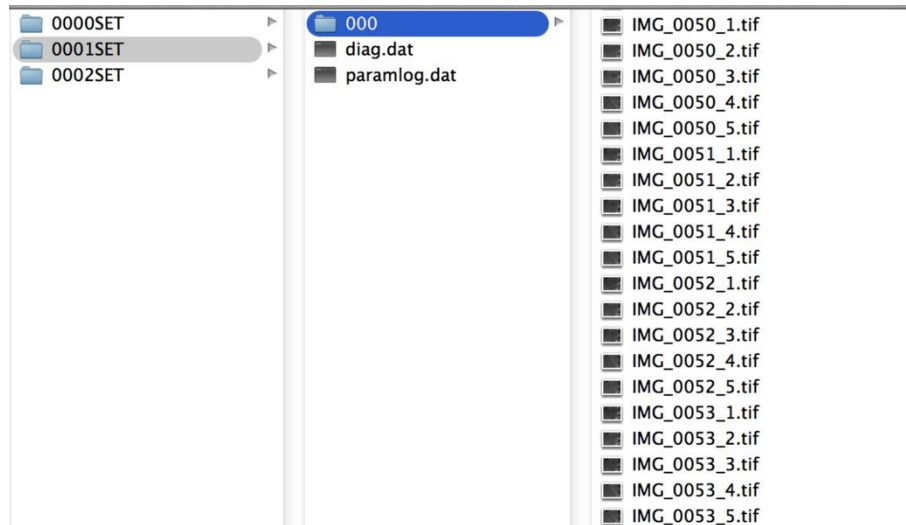 0000SET
0001SET
0002SET
000
diag.dat
paramlog.dat
IMG_0050_1.tif
IMG_0050_2.tif
IMG_0050_3.tif
IMG_0050_4.tif
IMG_0050_5.tif
IMG_0051_1.tif
IMG_0051_2.tif
IMG_0051_3.tif
IMG_0051_4.tif
IMG_0051_5.tif
IMG_0052_1.tif
IMG_0052_2.tif
IMG_0052_3.tif
IMG_0052_4.tif
IMG_0052_5.tif
IMG_0053_1.tif
IMG_0053_2.tif
IMG_0053_3.tif
IMG_0053_4.tif
IMG_0053_5.tif